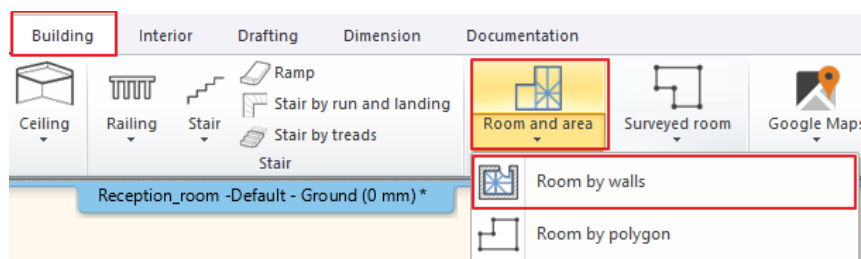 Building Interior Drafting Dimension Documentation
Ceiling
Railing
Stair
Ramp
Stair by run and landing
Stair by treads
Stair
Room and area
Surveyed room
Google Maps
Reception_room -Default - Ground (0 mm) *
Room by walls
Room by polygon